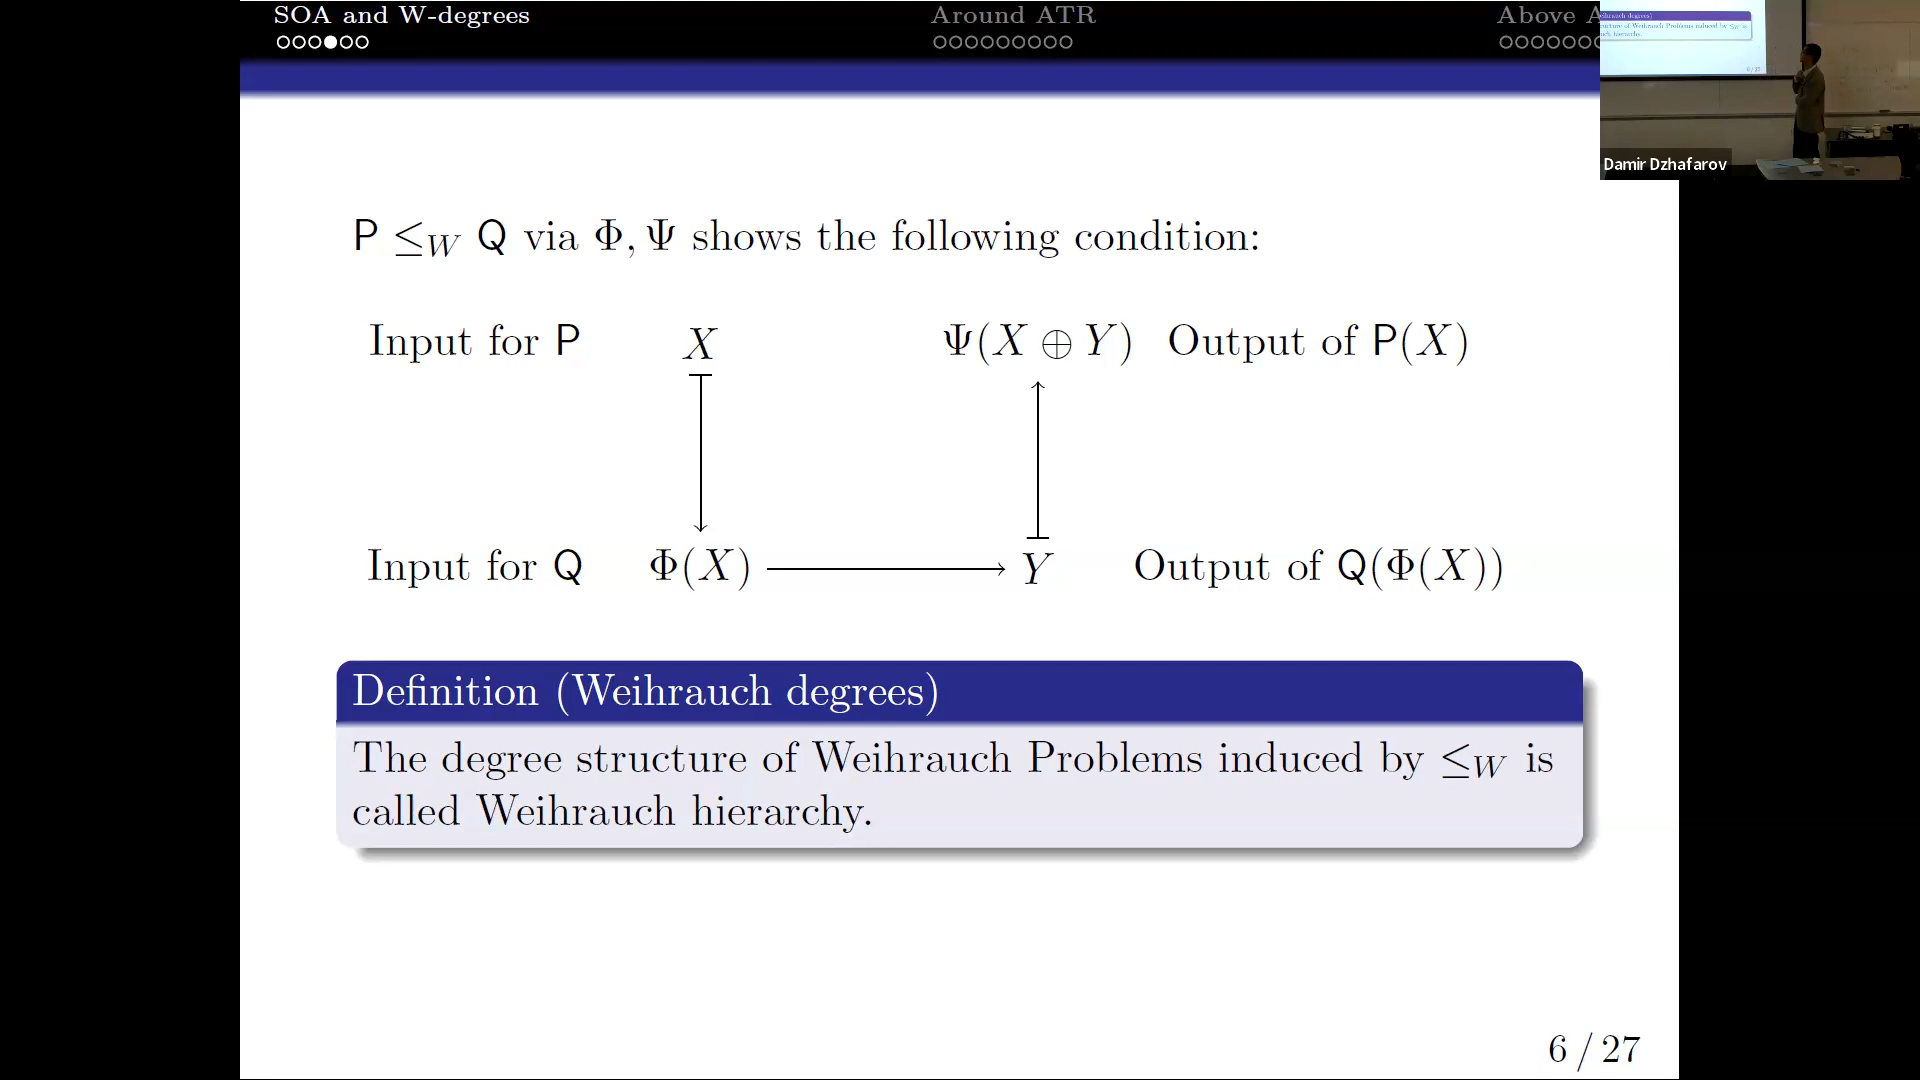 SOA and W-degrees
Around ATR
Above A
Damir Dzhafarov
P ≤_W Q via Φ, Ψ shows the following condition:
Input for P X Ψ(X ⊕ Y) Output of P(X)
Input for Q Φ(X) Y Output of Q(Φ(X))
Definition (Weihrauch degrees)
The degree structure of Weihrauch Problems induced by ≤_W is
called Weihrauch hierarchy.
6 / 27